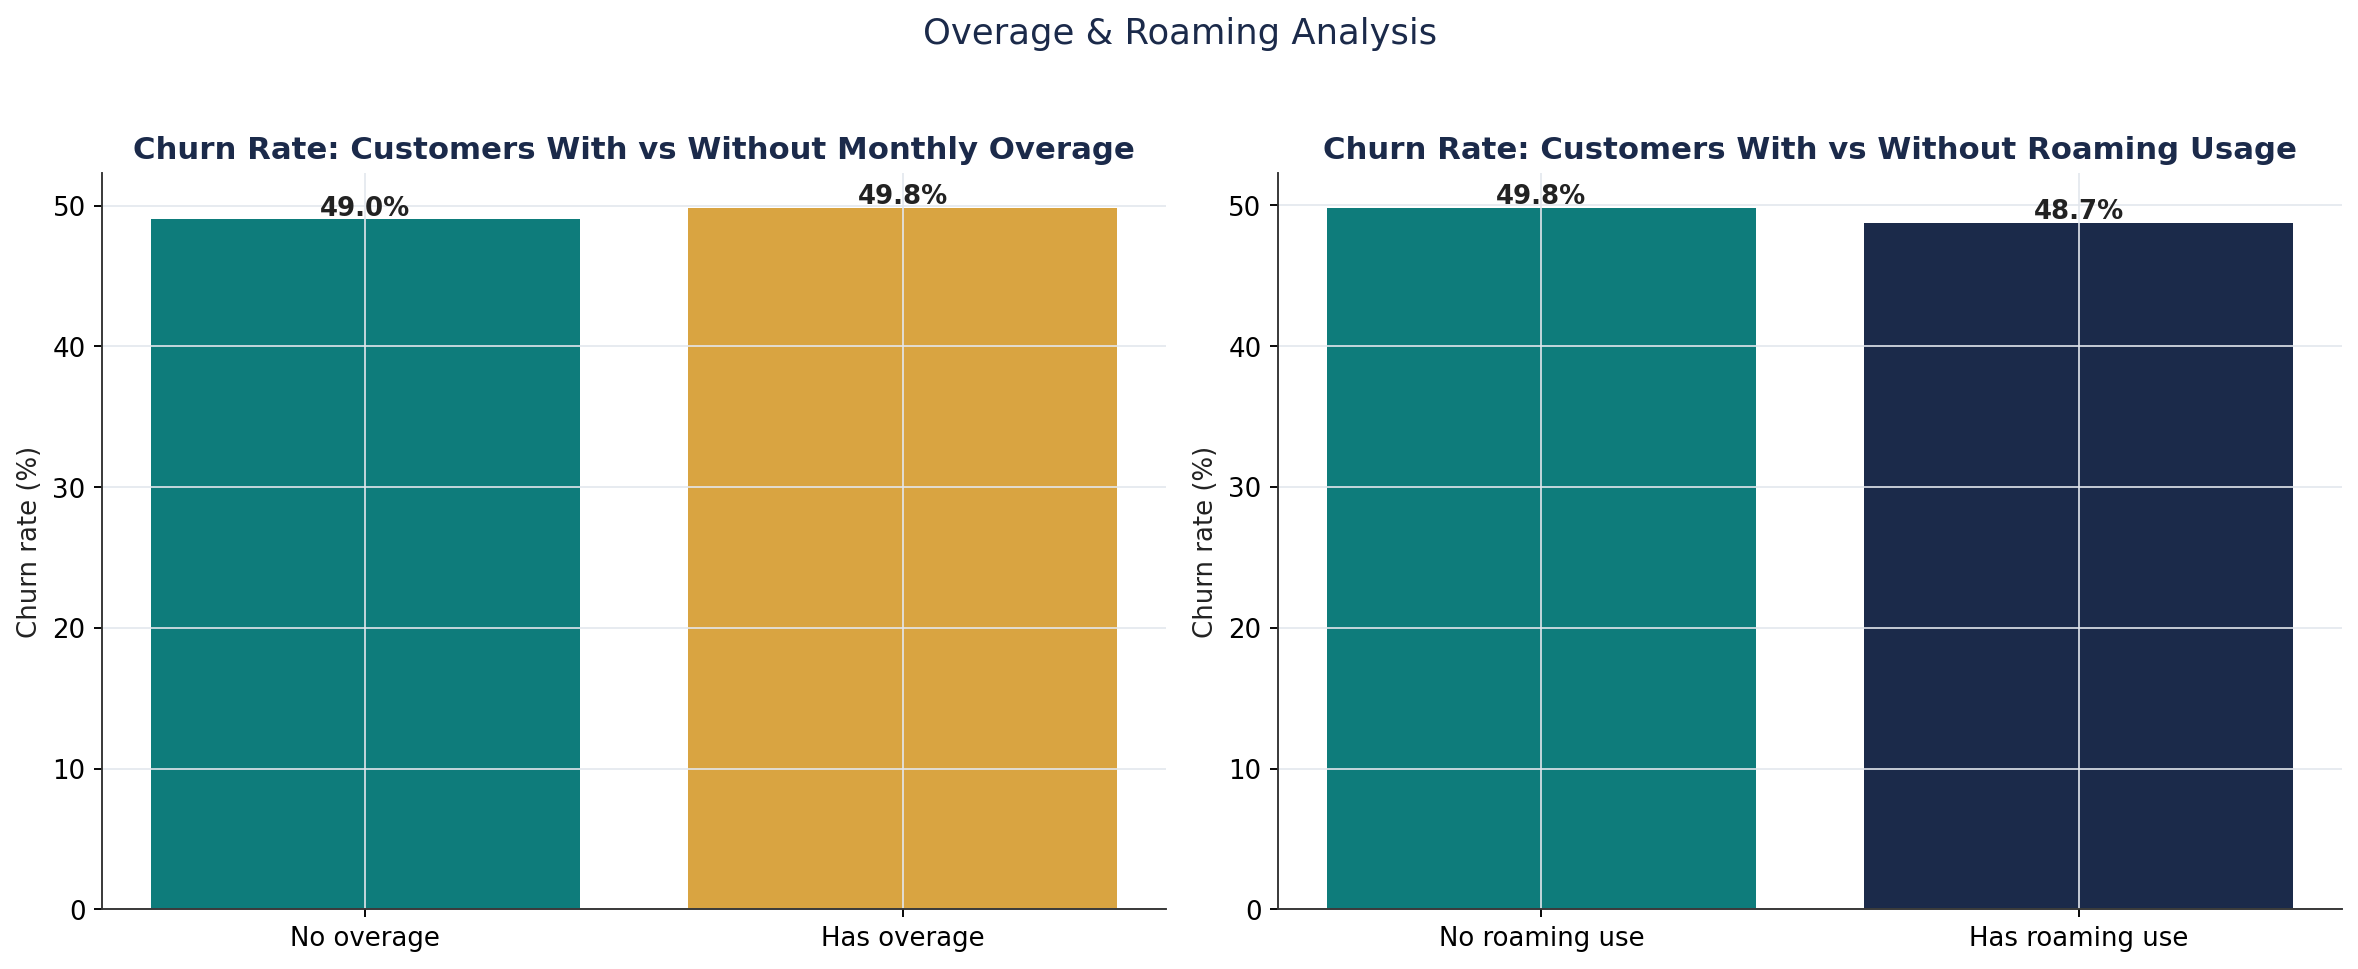 Overage & Roaming Analysis
Churn Rate: Customers With vs Without Monthly Overage
Churn rate (%)
50
40
30
20
10
0
49.0%
49.8%
No overage
Has overage
Churn Rate: Customers With vs Without Roaming Usage
Churn rate (%)
50
40
30
20
10
0
49.8%
48.7%
No roaming use
Has roaming use